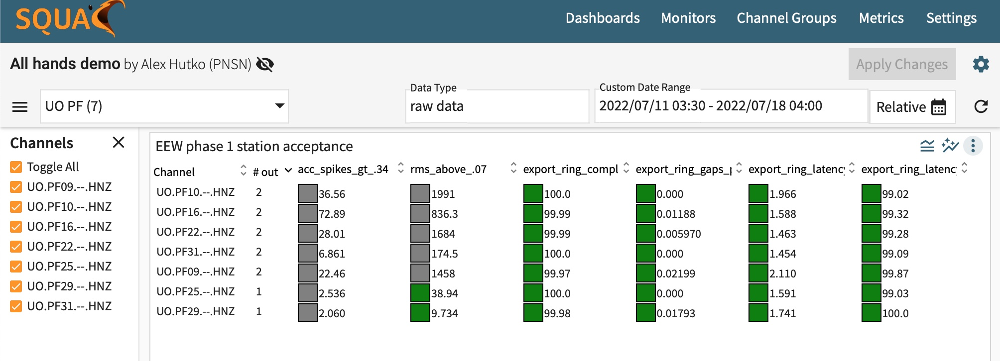 SQUAC
Dashboards Monitors Channel Groups Metrics Settings
All hands demo by Alex Hutko (PNSN)
Apply Changes
UO PF (7)
Data Type
raw data
Custom Date Range
2022/07/11 03:30 - 2022/07/18 04:00
Relative
Channels
Toggle All
UO.PF09.--.HNZ
UO.PF10.--.HNZ
UO.PF16.--.HNZ
UO.PF22.--.HNZ
UO.PF25.--.HNZ
UO.PF29.--.HNZ
UO.PF31.--.HNZ
EEW phase 1 station acceptance
Channel # out acc_spikes_gt_.34 rms_above_.07 export_ring_compl export_ring_gaps_p export_ring_latency export_ring_latency
UO.PF10.--.HNZ 2 36.56 1991 100.0 0.000 1.966 99.02
UO.PF16.--.HNZ 2 72.89 836.3 99.99 0.01188 1.588 99.32
UO.PF22.--.HNZ 2 28.01 1684 99.99 0.005970 1.463 99.28
UO.PF31.--.HNZ 2 6.861 174.5 100.0 0.000 1.454 99.09
UO.PF09.--.HNZ 2 22.46 1458 99.97 0.02199 2.110 99.87
UO.PF25.--.HNZ 1 2.536 38.94 100.0 0.000 1.591 99.03
UO.PF29.--.HNZ 1 2.060 9.734 99.98 0.01793 1.741 100.0